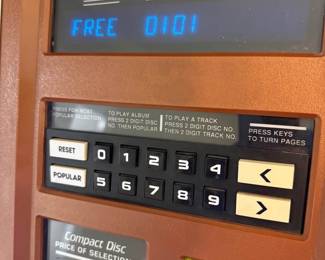 FREE 0101
PRESS FOR MOST
POPULAR SELECTION
TO PLAY ALBUM
PRESS 2 DIGIT DISC
NO. THEN POPULAR
TO PLAY A TRACK
PRESS 2 DIGIT DISC NO.
THEN 2 DIGIT TRACK NO.
PRESS KEYS
TO TURN PAGES
RESET 0 1 2 3 4 <
POPULAR 5 6 7 8 9 >
Compact Disc
PRICE OF SELECTION